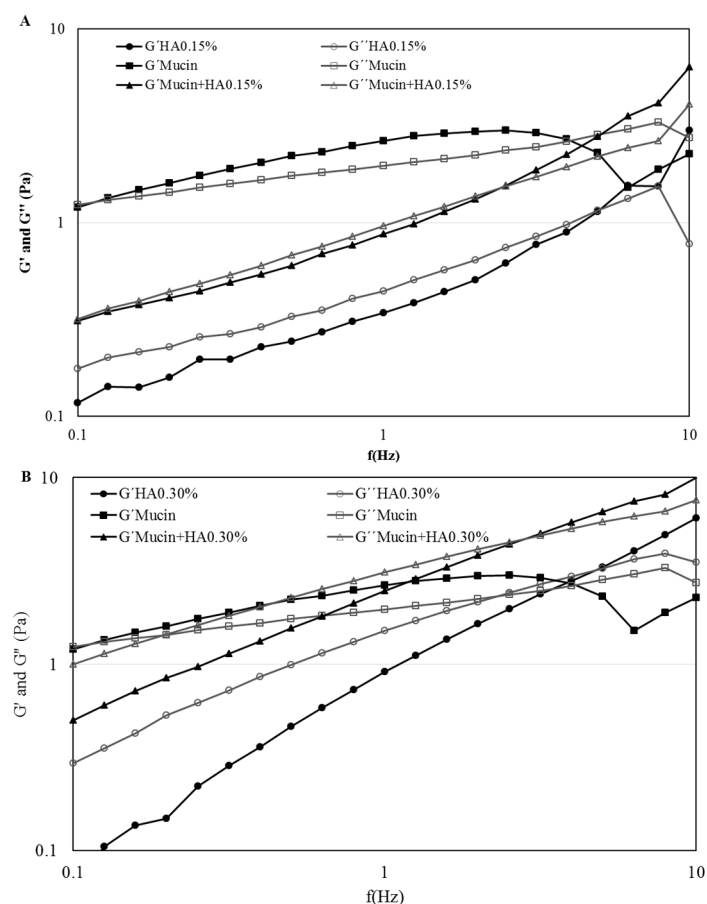 A
10
G´HA0.15% G´´HA0.15%
G´Mucin G´´Mucin
G´Mucin+HA0.15% G´´Mucin+HA0.15%
1
G' and G'' (Pa)
0.1
0.1 1 10
f(Hz)
B
10
G´HA0.30% G´´HA0.30%
G´Mucin G´´Mucin
G´Mucin+HA0.30% G´´Mucin+HA0.30%
1
G' and G'' (Pa)
0.1
0.1 1 10
f(Hz)